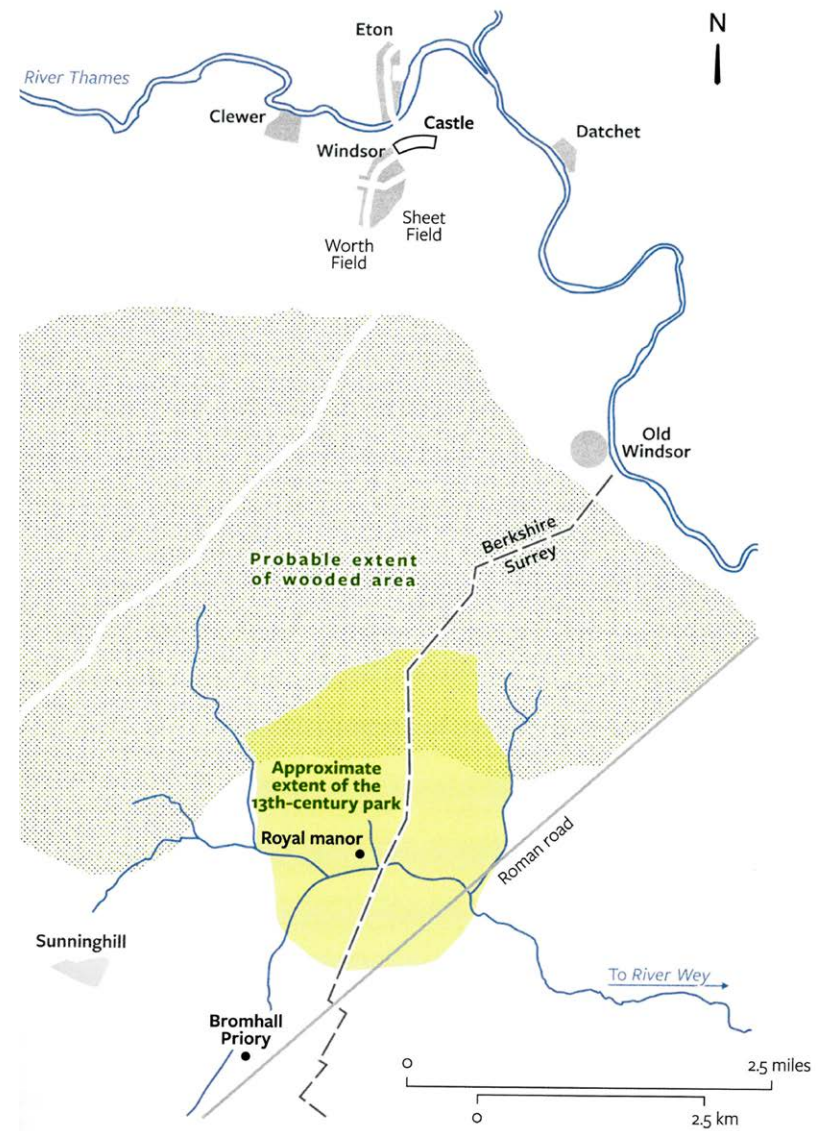 N
Eton
River Thames
Clewer
Castle
Windsor
Datchet
Sheet
Field
Worth
Field
Old
Windsor
Berkshire
Surrey
Probable extent
of wooded area
Approximate
extent of the
13th-century park
Royal manor
Roman road
Sunninghill
To River Wey
Bromhall
Priory
0
2.5 miles
0
2.5 km